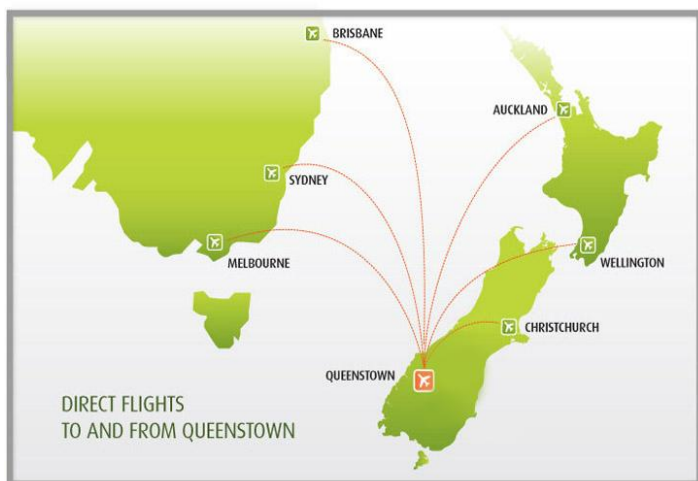 BRISBANE
AUCKLAND
SYDNEY
MELBOURNE
WELLINGTON
CHRISTCHURCH
QUEENSTOWN
DIRECT FLIGHTS
TO AND FROM QUEENSTOWN